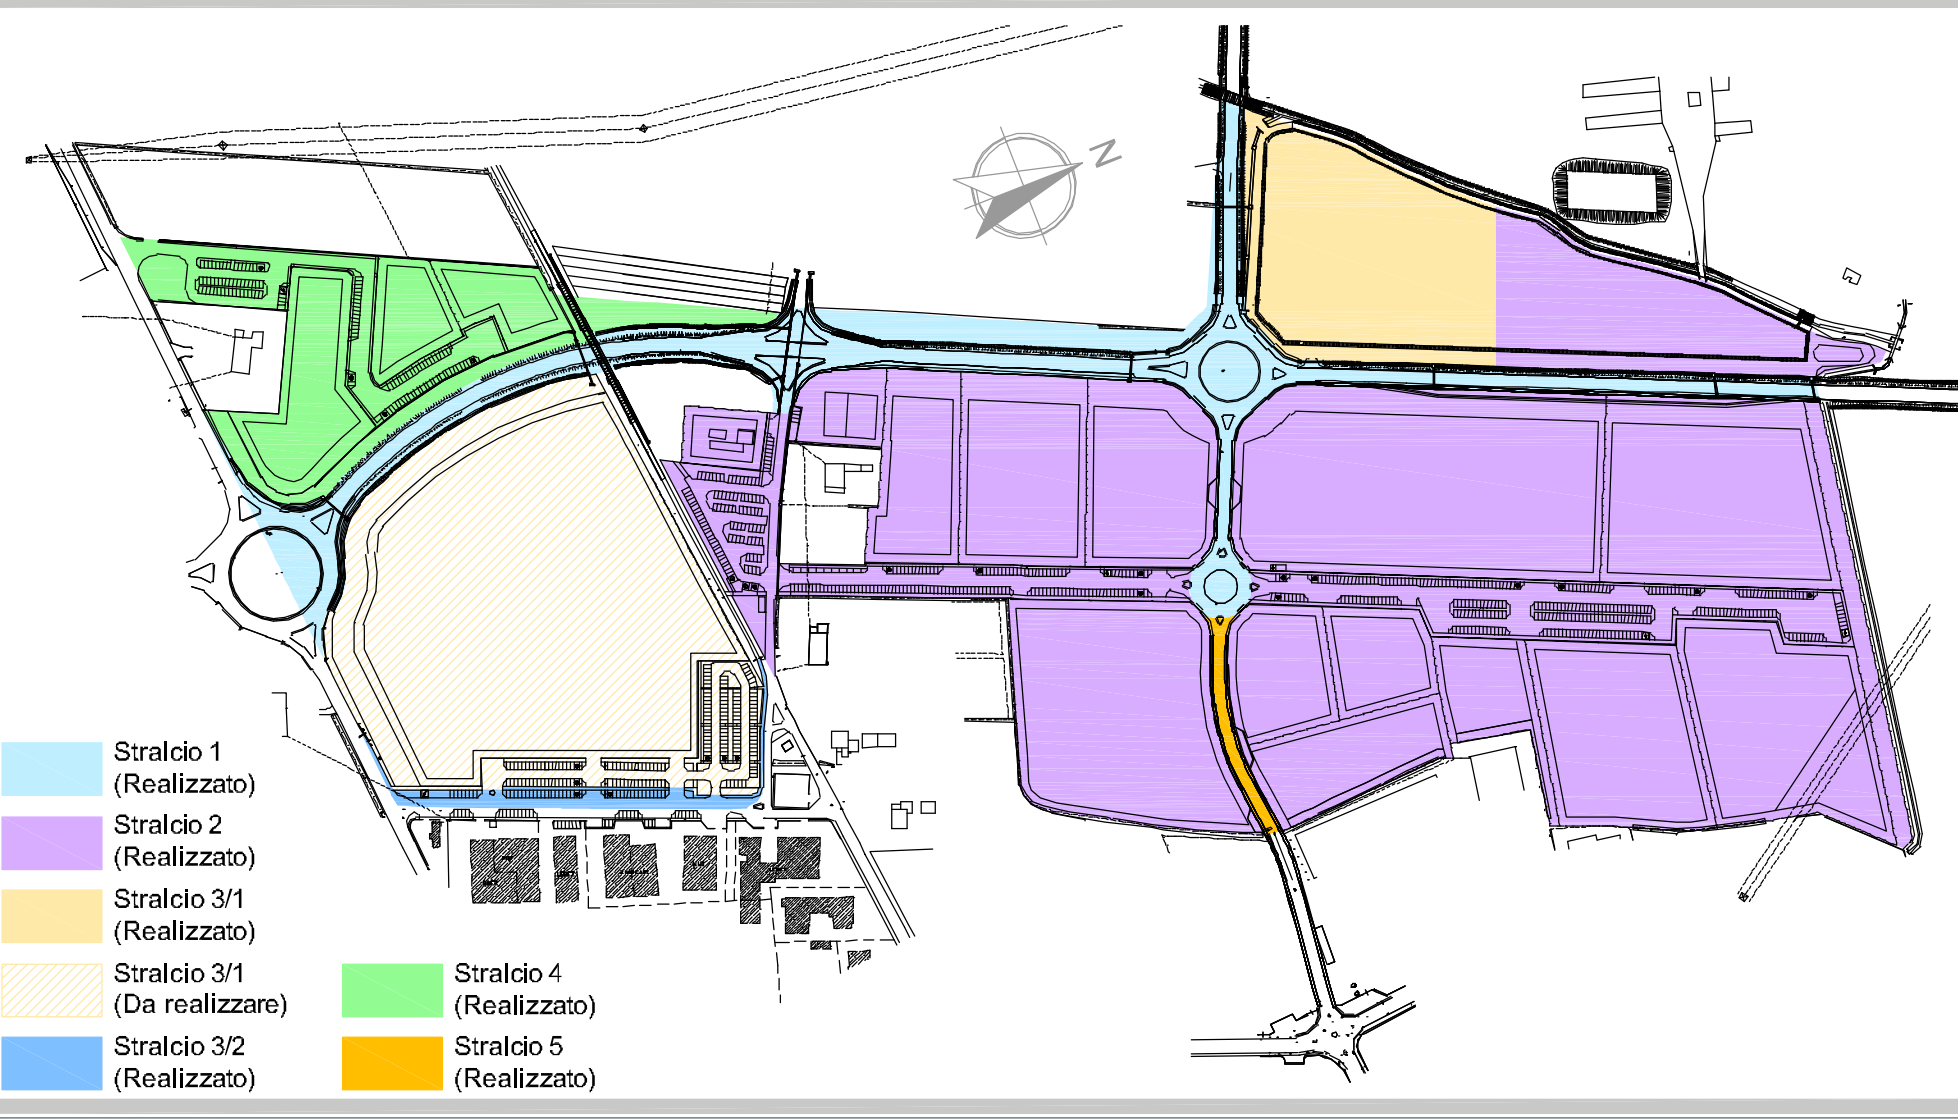 N
Stralcio 1
(Realizzato)
Stralcio 2
(Realizzato)
Stralcio 3/1
(Realizzato)
Stralcio 3/1
(Da realizzare)
Stralcio 3/2
(Realizzato)
Stralcio 4
(Realizzato)
Stralcio 5
(Realizzato)